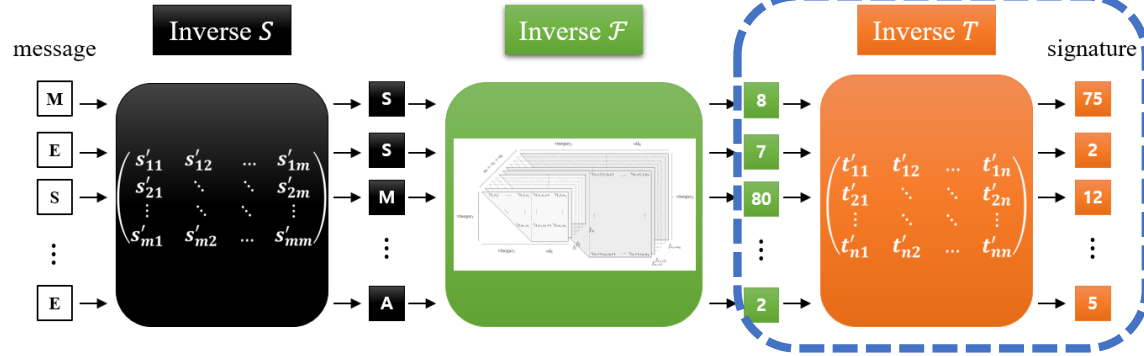 Inverse S
Inverse ℱ
Inverse T
message
signature
M
E
S
⋮
E
s′11 s′12 … s′1m
s′21 ⋱ ⋱ s′2m
⋮ ⋱ ⋱ ⋮
s′m1 s′m2 … s′mm
S
S
M
⋮
A
8
7
80
⋮
2
t′11 t′12 … t′1n
t′21 ⋱ ⋱ t′2n
⋮ ⋱ ⋱ ⋮
t′n1 t′n2 … t′nn
75
2
12
⋮
5